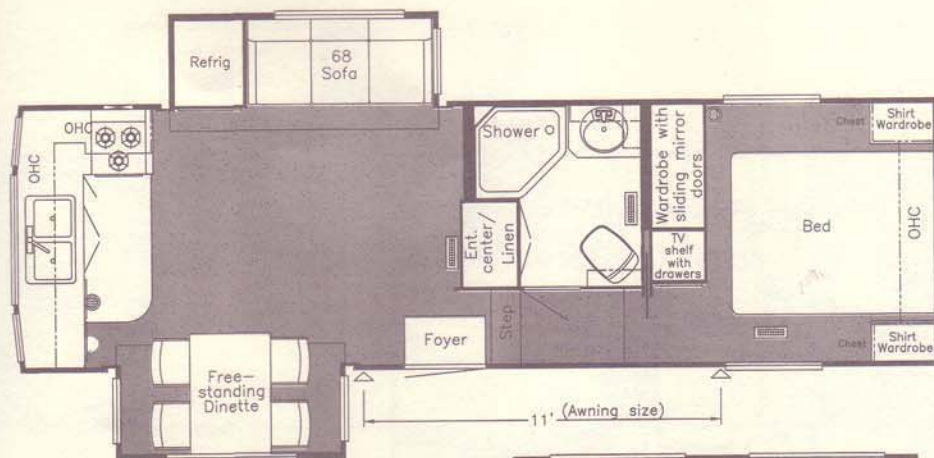 Refrig
68
Sofa
OHC
OHC
Shower
Wardrobe with
sliding mirror
doors
Chest
Shirt
Wardrobe
Ent.
center/
Linen
TV
shelf
with
drawers
Bed
OHC
Step
Foyer
Chest
Shirt
Wardrobe
Free-
standing
Dinette
11' (Awning size)